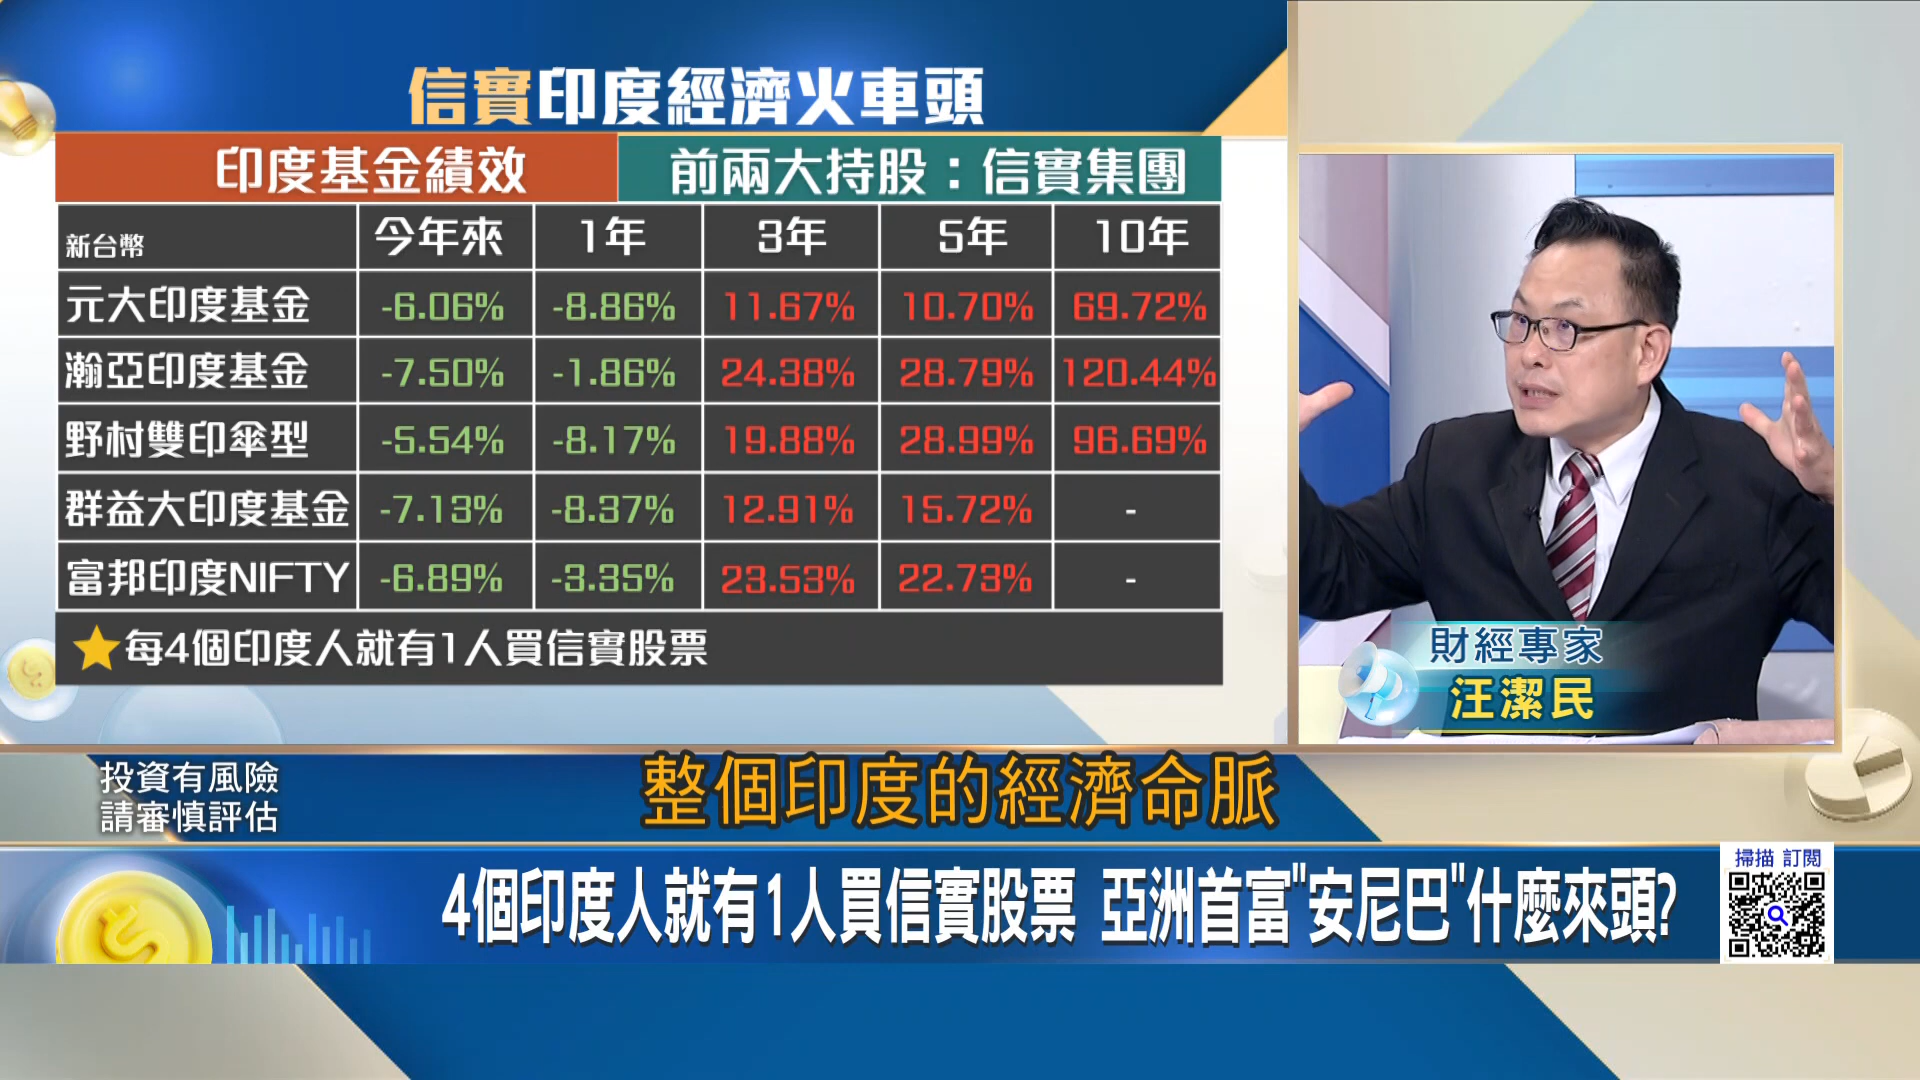 信實印度經濟火車頭
印度基金績效 前兩大持股：信實集團
新台幣 今年來 1年 3年 5年 10年
元大印度基金 -6.06% -8.86% 11.67% 10.70% 69.72%
瀚亞印度基金 -7.50% -1.86% 24.38% 28.79% 120.44%
野村雙印傘型 -5.54% -8.17% 19.88% 28.99% 96.69%
群益大印度基金 -7.13% -8.37% 12.91% 15.72% -
富邦印度NIFTY -6.89% -3.35% 23.53% 22.73% -
★每4個印度人就有1人買信實股票
財經專家
汪潔民
投資有風險
請審慎評估
整個印度的經濟命脈
4個印度人就有1人買信實股票 亞洲首富"安尼巴"什麼來頭?
掃描 訂閱